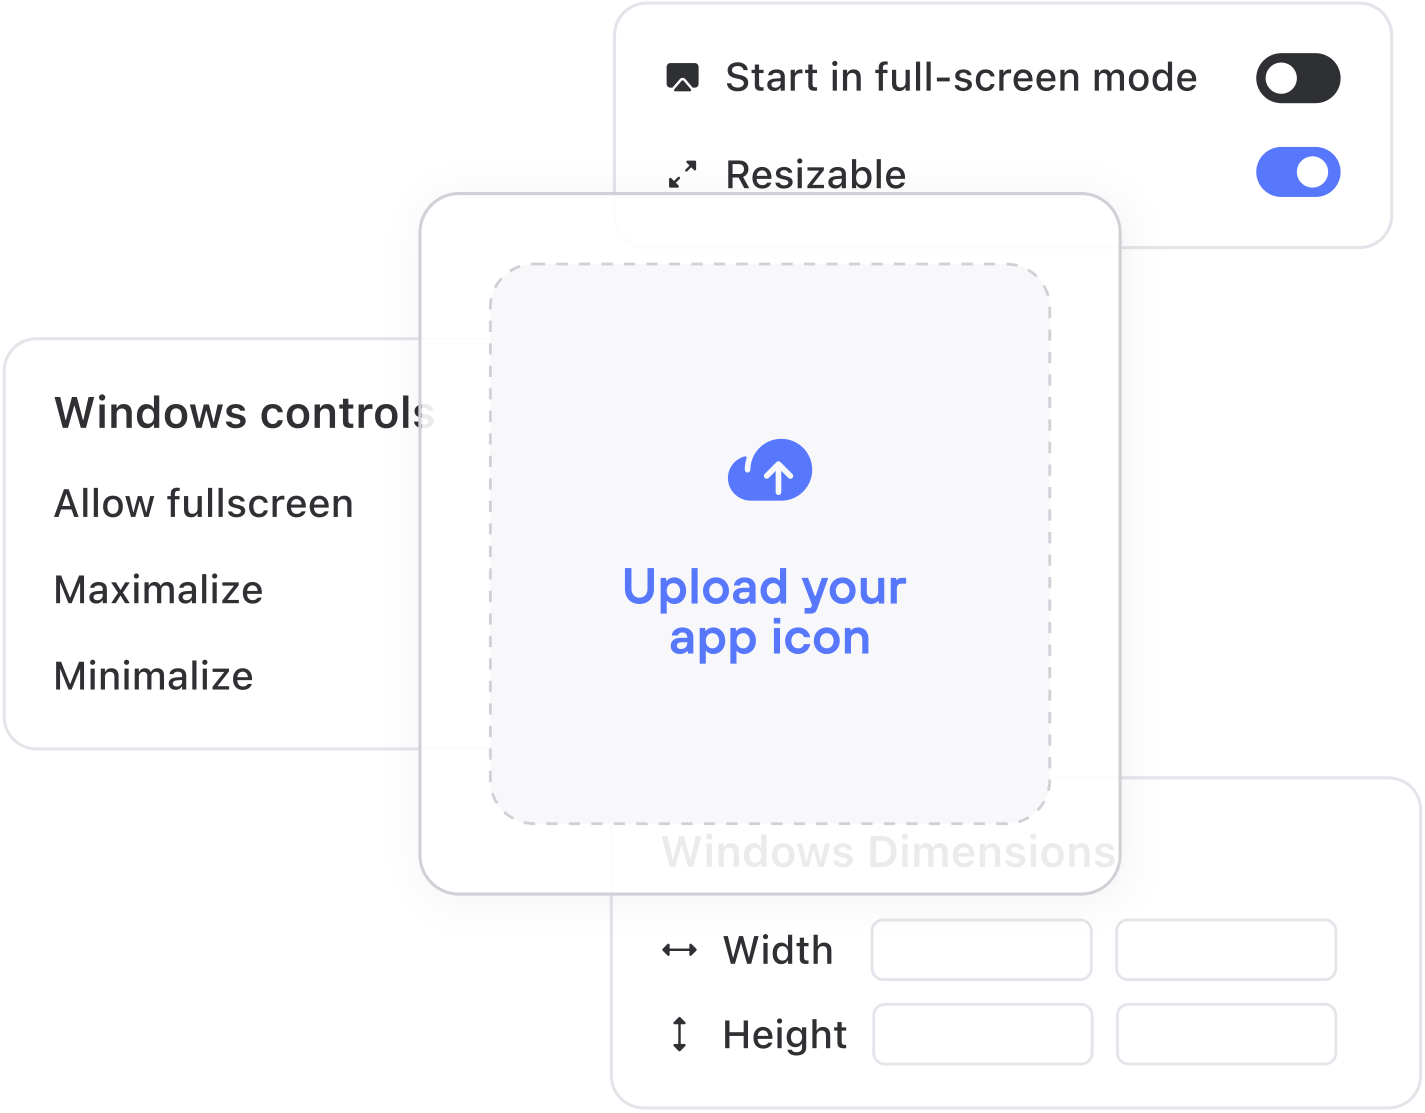 Start in full-screen mode
Resizable
Windows controls
Allow fullscreen
Maximalize
Minimalize
Upload your
app icon
Windows Dimensions
Width
Height